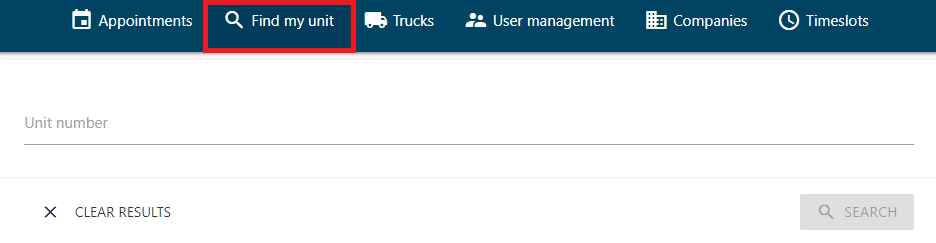 Appointments Find my unit Trucks User management Companies Timeslots
Unit number
CLEAR RESULTS SEARCH